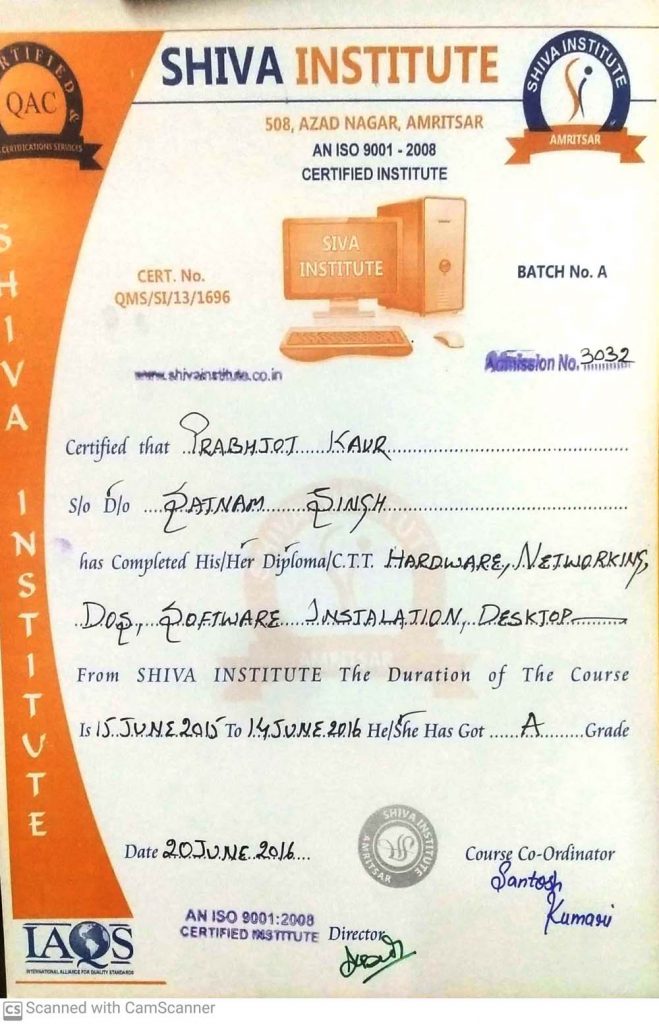 CERTIFIED &
QAC
CERTIFICATIONS SERVICES
SHIVA INSTITUTE
SHIVA INSTITUTE
AMRITSAR
508, AZAD NAGAR, AMRITSAR
AN ISO 9001 - 2008
CERTIFIED INSTITUTE
SIVA
INSTITUTE
CERT. No.
QMS/SI/13/1696
BATCH No. A
www.shivainstitute.co.in
Admission No. 3032
SHIVA INSTITUTE
Certified that PRABHJOT KAUR
S/o D/o SATNAM SINGH
has Completed His/Her Diploma/C.T.T. HARDWARE, NETWORKING,
DOS, SOFTWARE INSTALATION, DESKTOP
AMRITSAR
From SHIVA INSTITUTE The Duration of The Course
Is 15 JUNE 2015 To 14 JUNE 2016 He/She Has Got A Grade
SHIVA INSTITUTE
AMRITSAR
Date 20 JUNE 2016
Course Co-Ordinator
Santosh
Kumari
AN ISO 9001:2008
CERTIFIED INSTITUTE
Director
IAQS
INTERNATIONAL ALLIANCE FOR QUALITY STANDARDS
CS Scanned with CamScanner